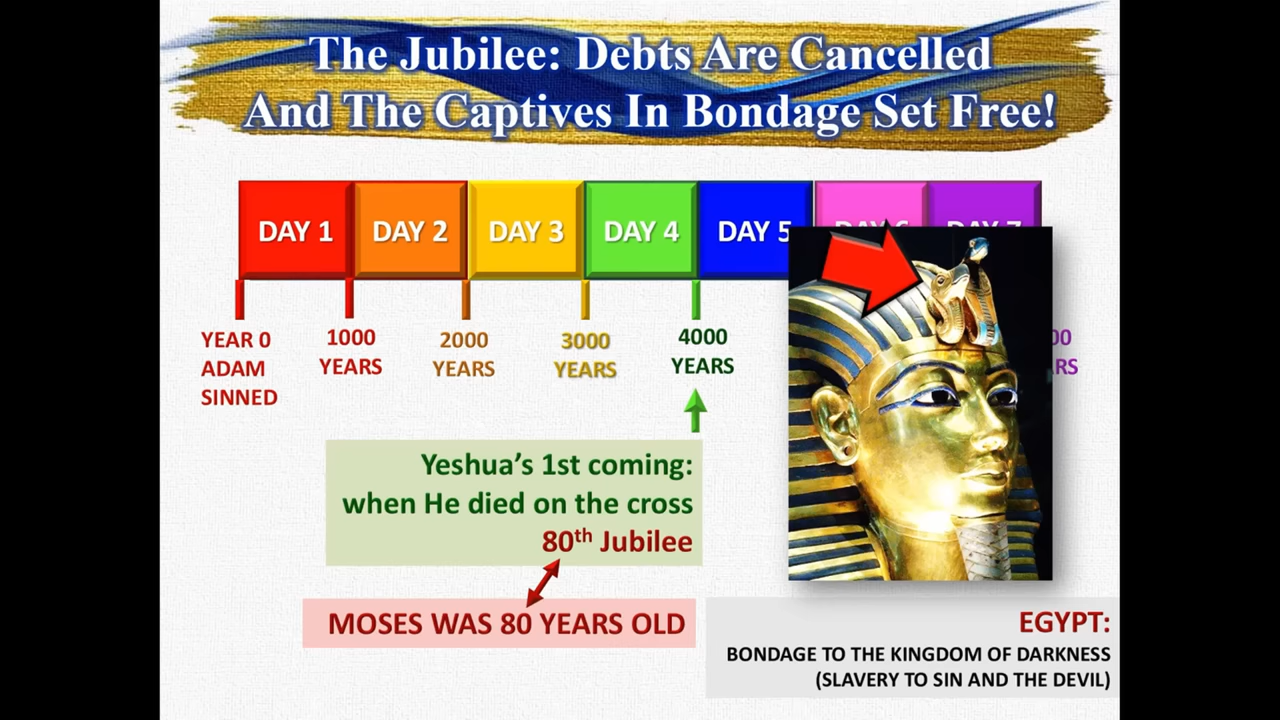 The Jubilee: Debts Are Cancelled
And The Captives In Bondage Set Free!
DAY 1
DAY 2
DAY 3
DAY 4
DAY 5
YEAR 0
ADAM
SINNED
1000
YEARS
2000
YEARS
3000
YEARS
4000
YEARS
Yeshua's 1st coming:
when He died on the cross
80th Jubilee
MOSES WAS 80 YEARS OLD
EGYPT:
BONDAGE TO THE KINGDOM OF DARKNESS
(SLAVERY TO SIN AND THE DEVIL)